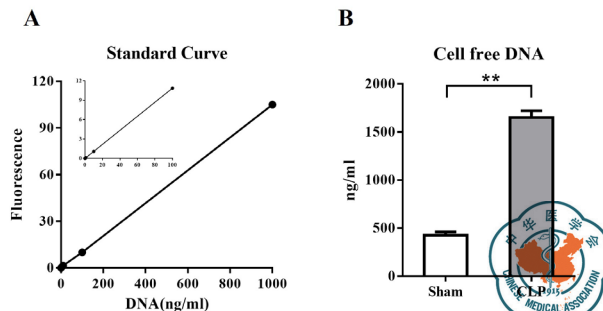 A
Standard Curve
Fluorescence
120
90
60
30
0
0
200
400
600
800
1000
DNA(ng/ml)
12
9
6
3
0
0
20
40
60
80
100
B
Cell free DNA
**
ng/ml
2000
1500
1000
500
0
Sham
CLP
中华医学会
1915
CHINESE MEDICAL ASSOCIATION